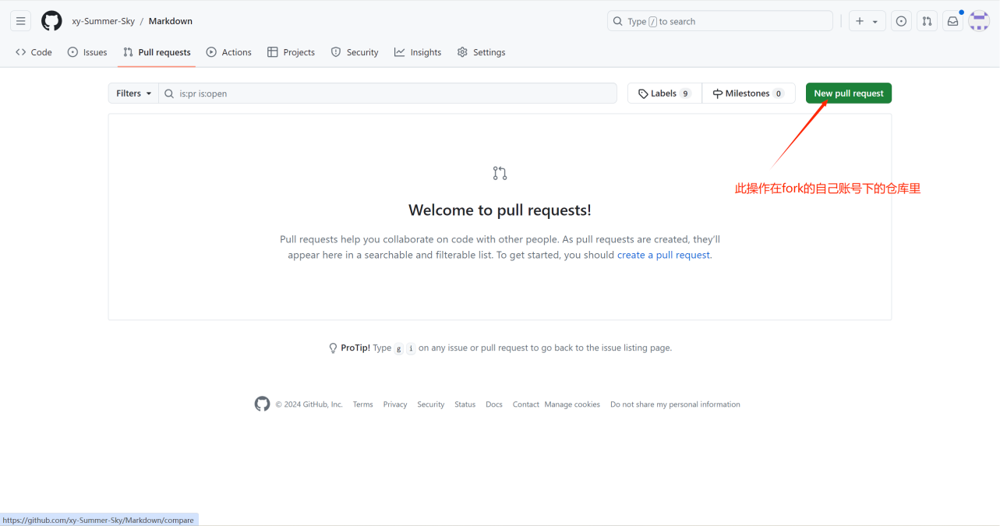 xy-Summer-Sky / Markdown
Type / to search
Code Issues Pull requests Actions Projects Security Insights Settings
Filters is:pr is:open Labels 9 Milestones 0 New pull request
此操作在fork的自己账号下的仓库里
Welcome to pull requests!
Pull requests help you collaborate on code with other people. As pull requests are created, they’ll
appear here in a searchable and filterable list. To get started, you should create a pull request.
ProTip! Type g i on any issue or pull request to go back to the issue listing page.
© 2024 GitHub, Inc. Terms Privacy Security Status Docs Contact Manage cookies Do not share my personal information
https://github.com/xy-Summer-Sky/Markdown/compare